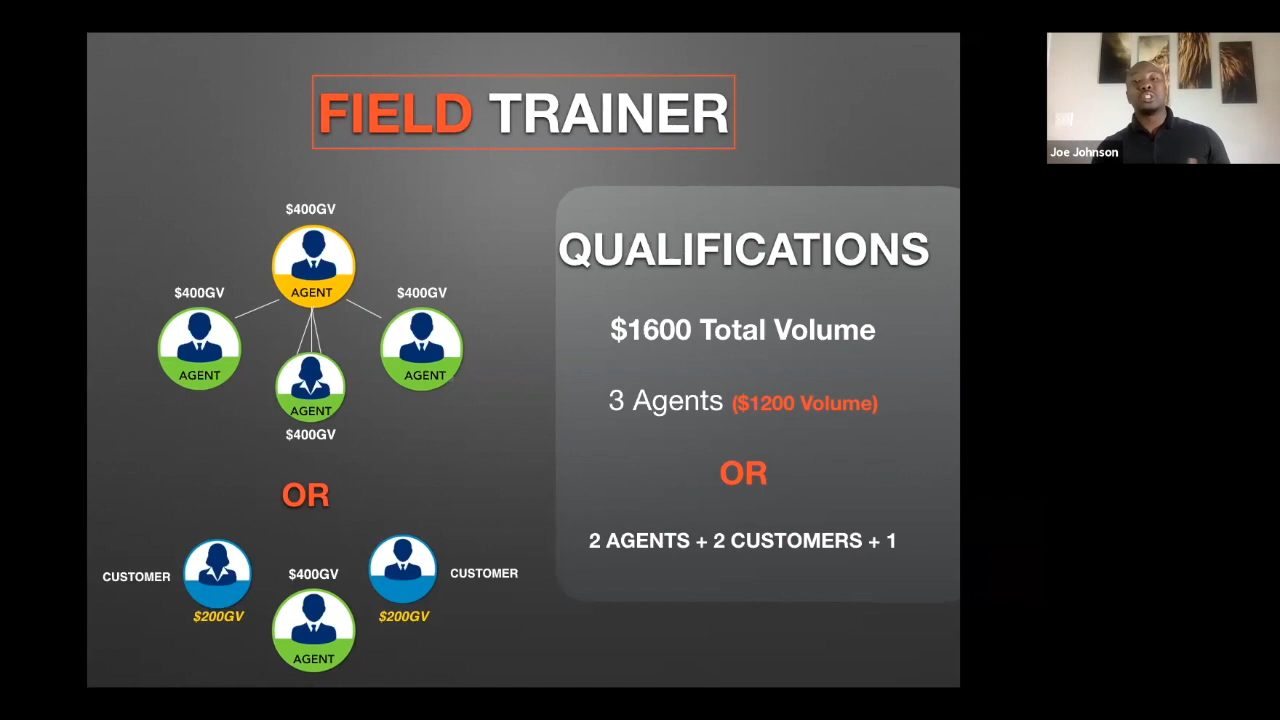 FIELD TRAINER
$400GV
AGENT
$400GV
AGENT
$400GV
AGENT
AGENT
$400GV
OR
CUSTOMER
$200GV
$400GV
AGENT
CUSTOMER
$200GV
QUALIFICATIONS
$1600 Total Volume
3 Agents ($1200 Volume)
OR
2 AGENTS + 2 CUSTOMERS + 1
Joe Johnson